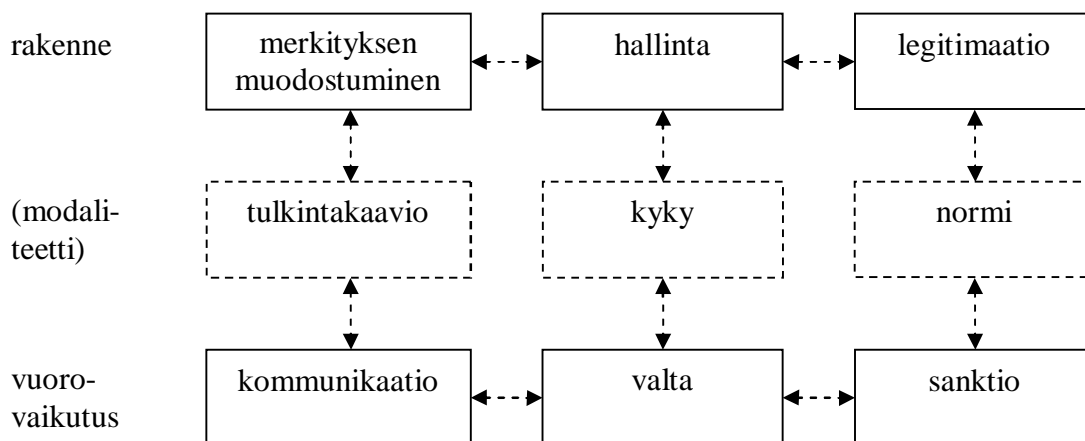 rakenne
merkityksen
muodostuminen
hallinta
legitimaatio
(modali-
teetti)
tulkintakaavio
kyky
normi
vuoro-
vaikutus
kommunikaatio
valta
sanktio